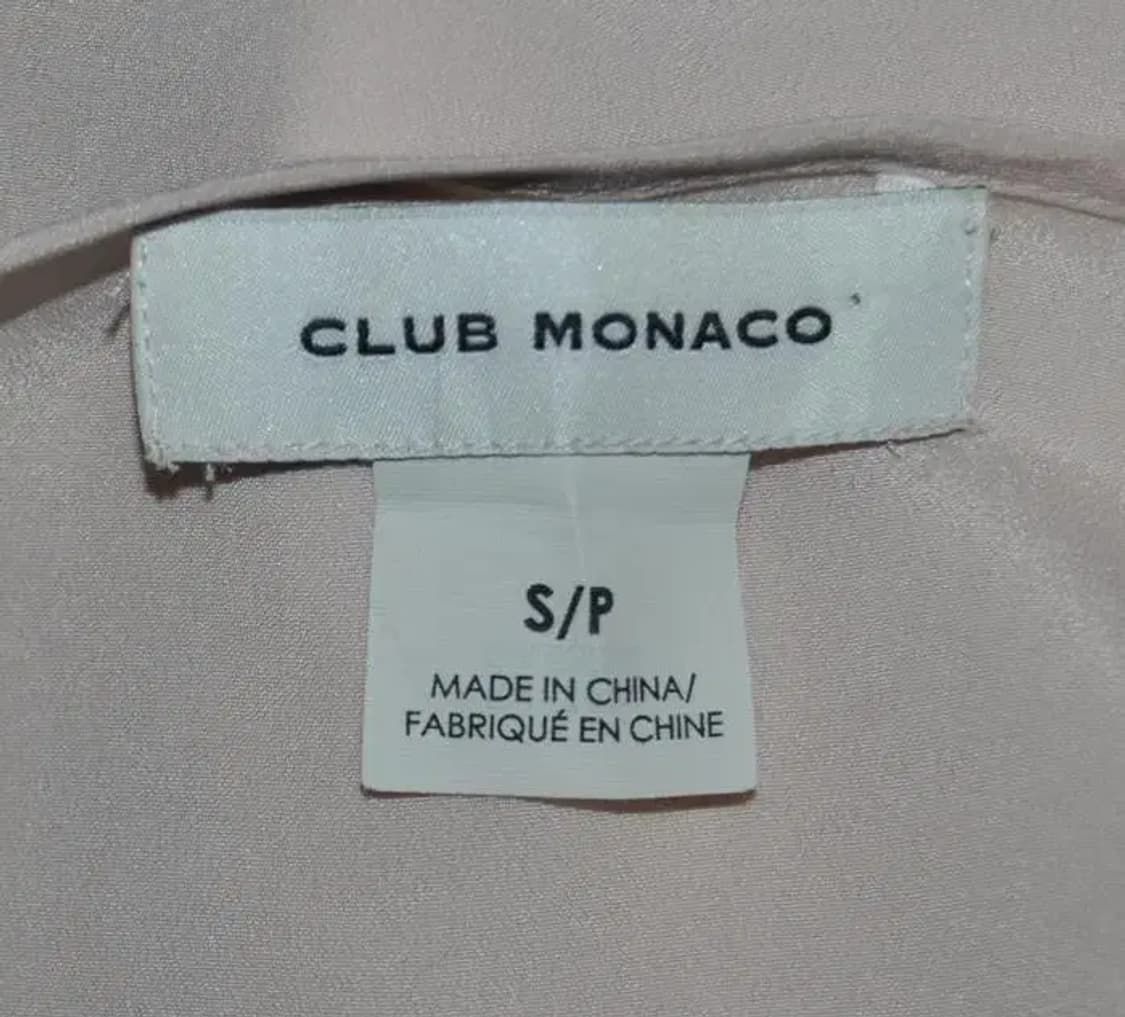 CLUB MONACO
S/P
MADE IN CHINA/
FABRIQUÉ EN CHINE